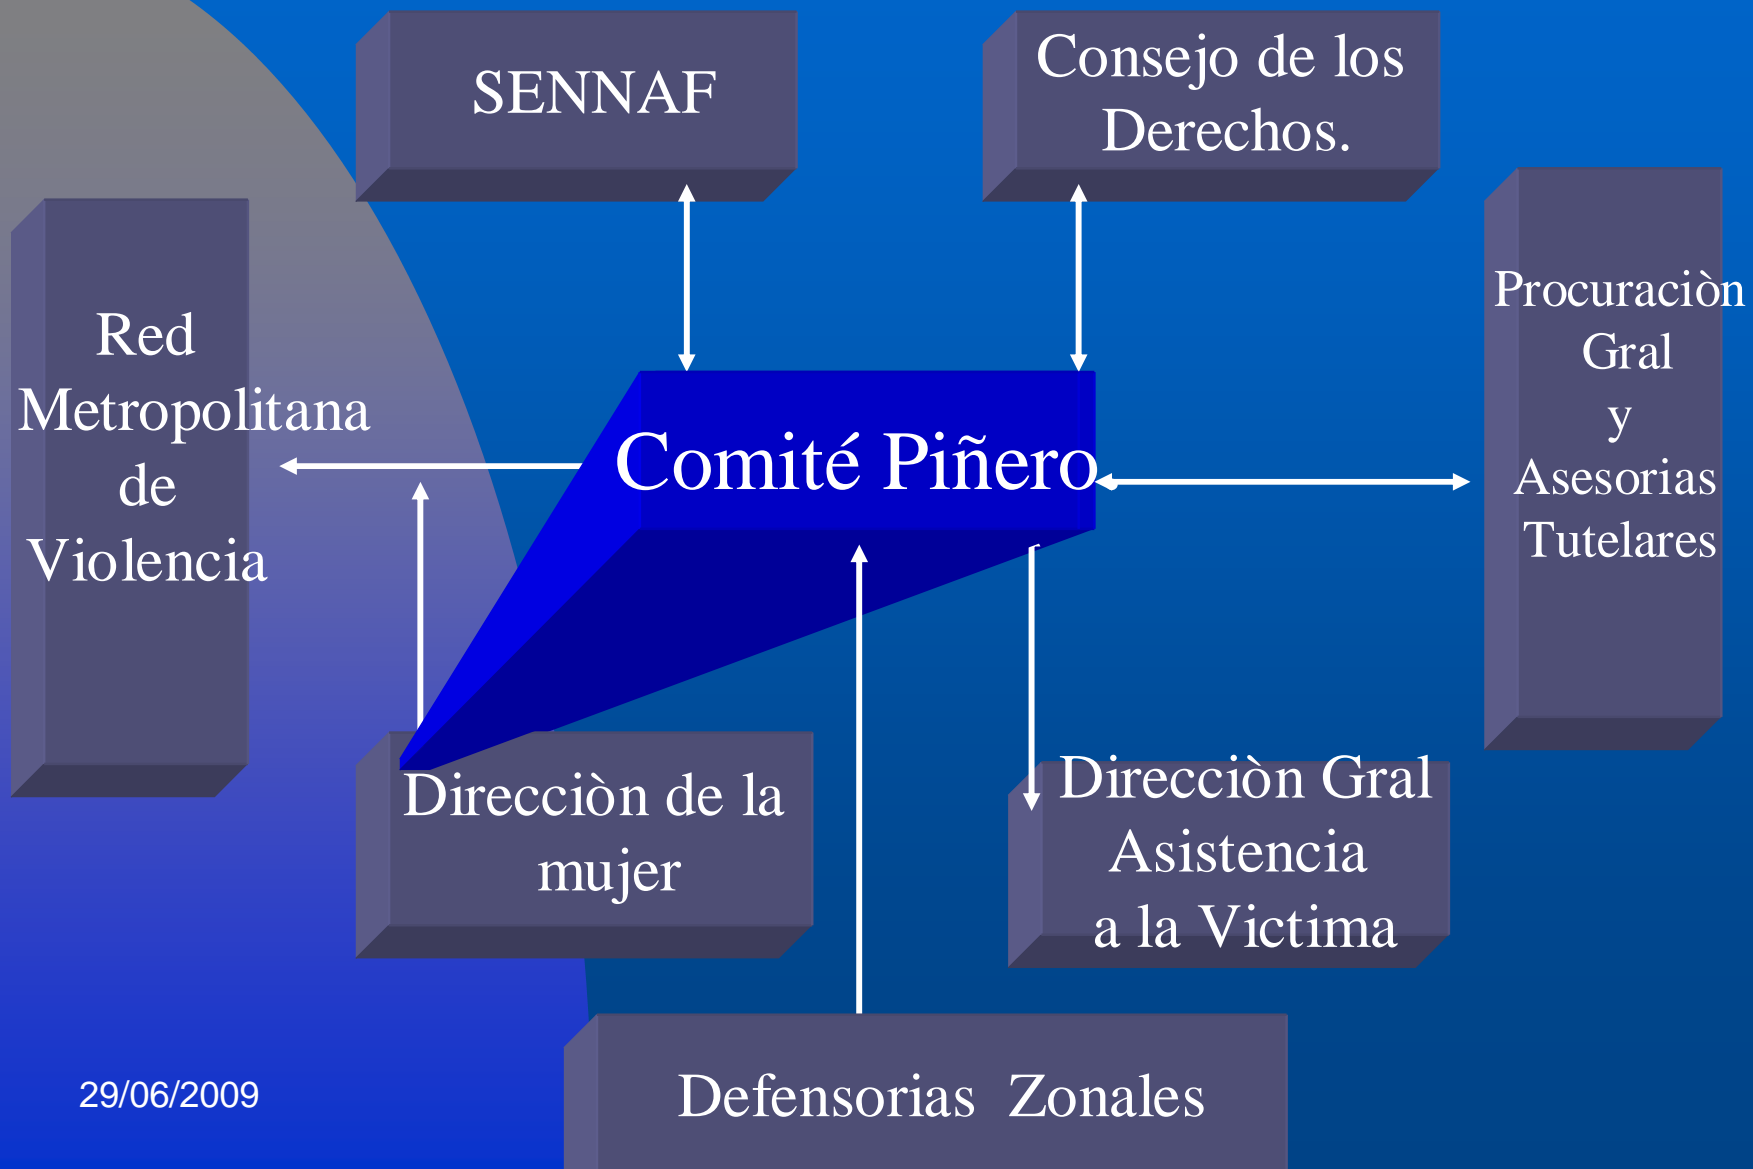 SENNAF
Consejo de los
Derechos.
Red
Metropolitana
de
Violencia
Procuraciòn
Gral
y
Asesorias
Tutelares
Comité Piñero.
Direcciòn de la
mujer
Direcciòn Gral
Asistencia
a la Victima
Defensorias Zonales
29/06/2009